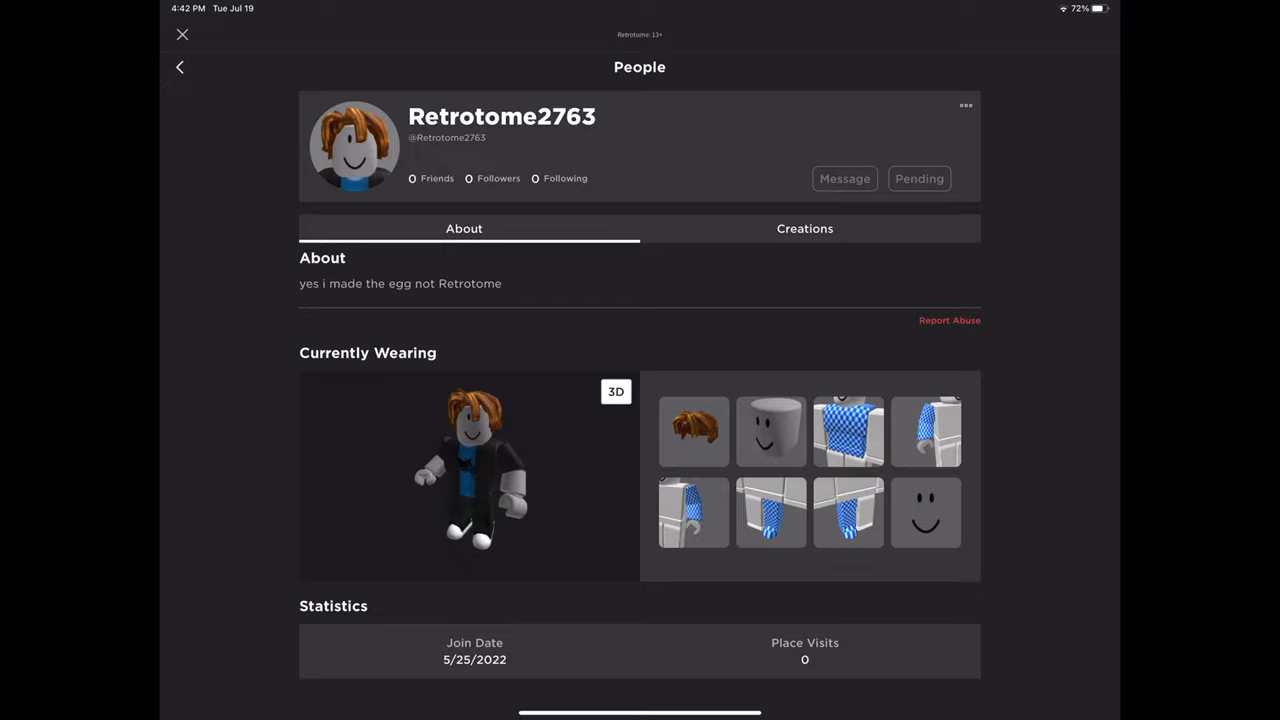 4:42 PM Tue Jul 19
72%
Retrotome: 13+
People
Retrotome2763
@Retrotome2763
0 Friends 0 Followers 0 Following
Message Pending
About Creations
About
yes i made the egg not Retrotome
Report Abuse
Currently Wearing
3D
Statistics
Join Date Place Visits
5/25/2022 0